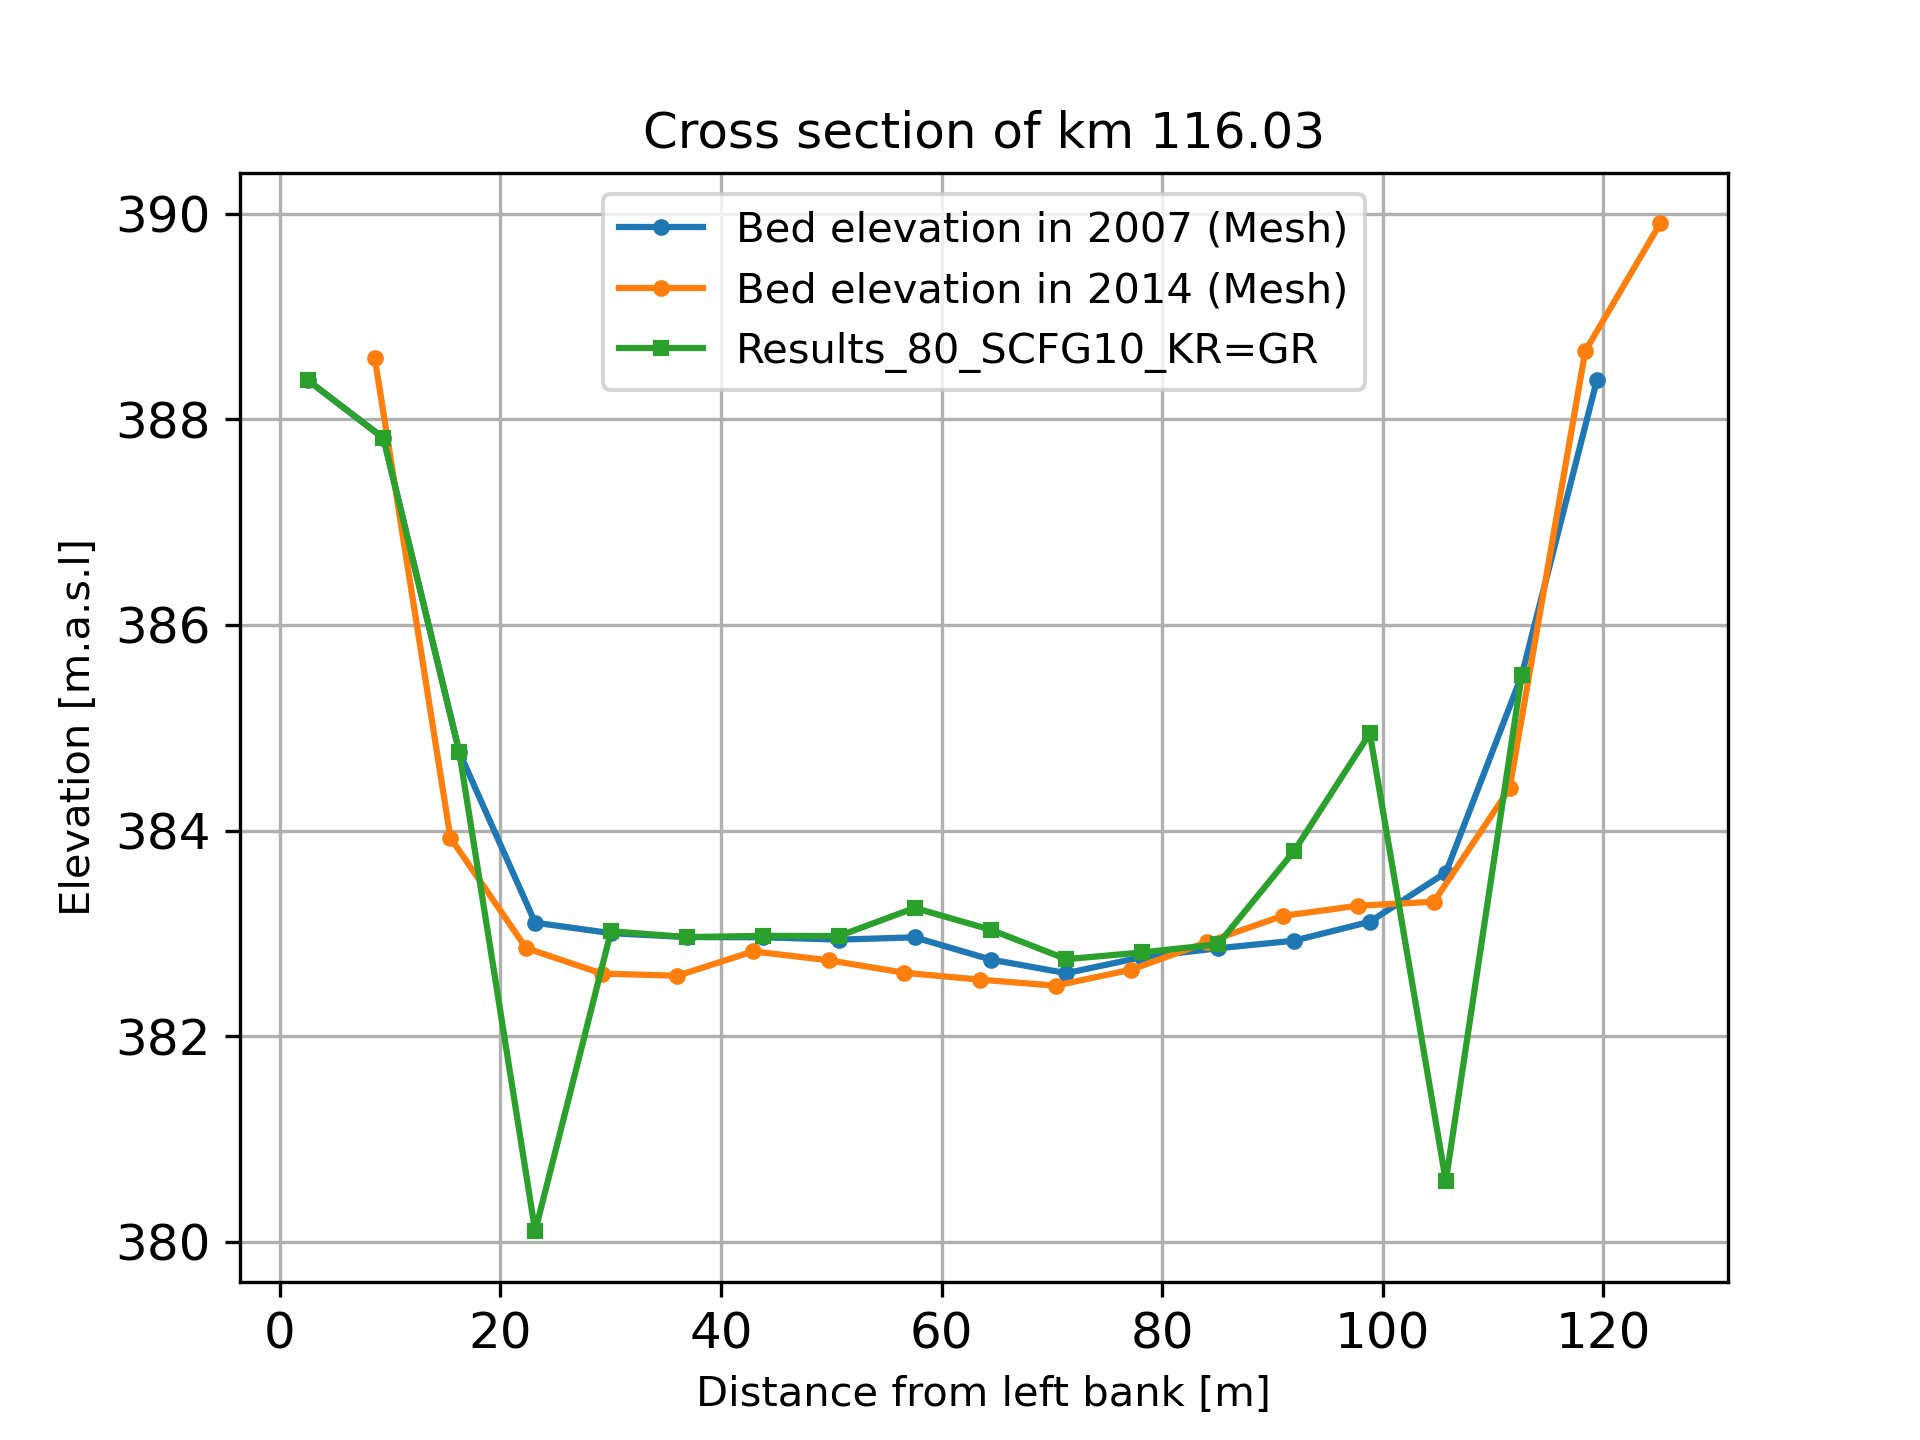 Cross section of km 116.03
Bed elevation in 2007 (Mesh)
Bed elevation in 2014 (Mesh)
Results_80_SCFG10_KR=GR
Elevation [m.a.s.l]
390
388
386
384
382
380
0 20 40 60 80 100 120
Distance from left bank [m]